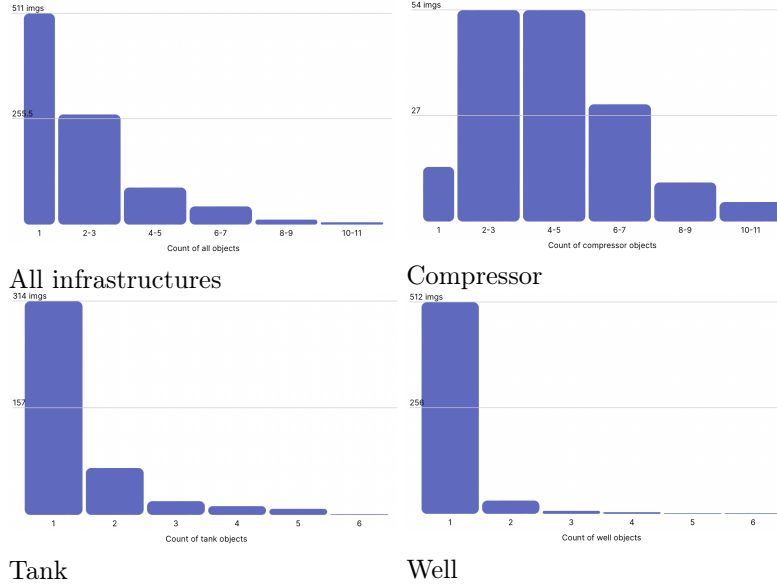 511 imgs
255.5
1 2-3 4-5 6-7 8-9 10-11
Count of all objects
All infrastructures
54 imgs
27
1 2-3 4-5 6-7 8-9 10-11
Count of compressor objects
Compressor
314 imgs
157
1 2 3 4 5 6
Count of tank objects
Tank
512 imgs
256
1 2 3 4 5 6
Count of well objects
Well